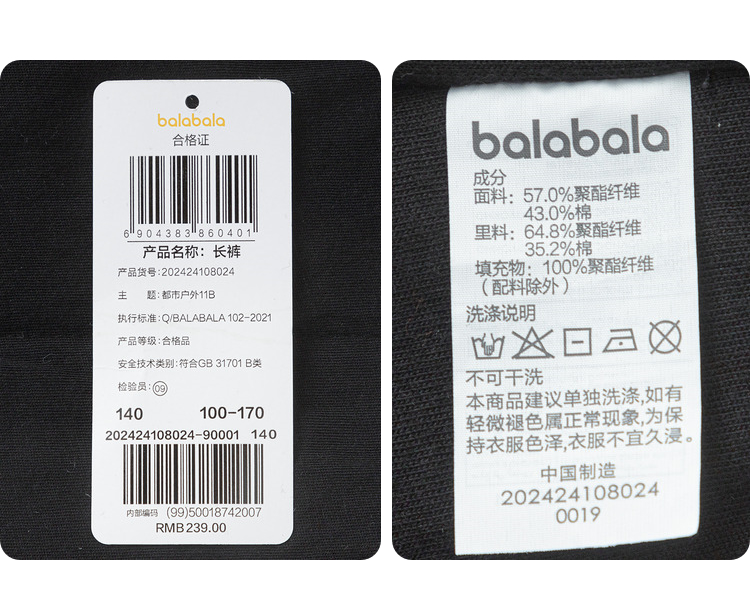 balabala
合格证
6 904383 860401
产品名称：长裤
产品货号：202424108024
主 题：都市户外11B
执行标准：Q/BALABALA 102-2021
产品等级：合格品
安全技术类别：符合GB 31701 B类
检验员：09
140 100-170
202424108024-90001 140
内部编码 (99)50018742007
RMB239.00
balabala
成分
面料：57.0%聚酯纤维
43.0%棉
里料：64.8%聚酯纤维
35.2%棉
填充物：100%聚酯纤维
（配料除外）
洗涤说明
不可干洗
本商品建议单独洗涤,如有
轻微褪色属正常现象,为保
持衣服色泽,衣服不宜久浸。
中国制造
202424108024
0019